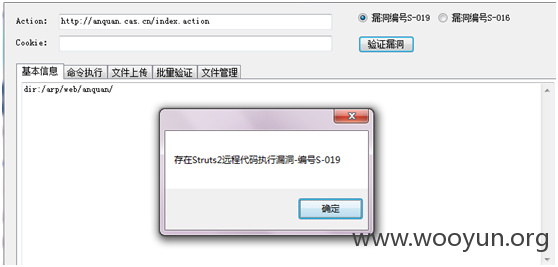 Action: http://anquan.cas.cn/index.action 漏洞编号S-019 漏洞编号S-016
Cookie: 验证漏洞
基本信息 命令执行 文件上传 批量验证 文件管理
dir:/arp/web/anquan/
存在Struts2远程代码执行漏洞-编号S-019
确定
www.wooyun.org